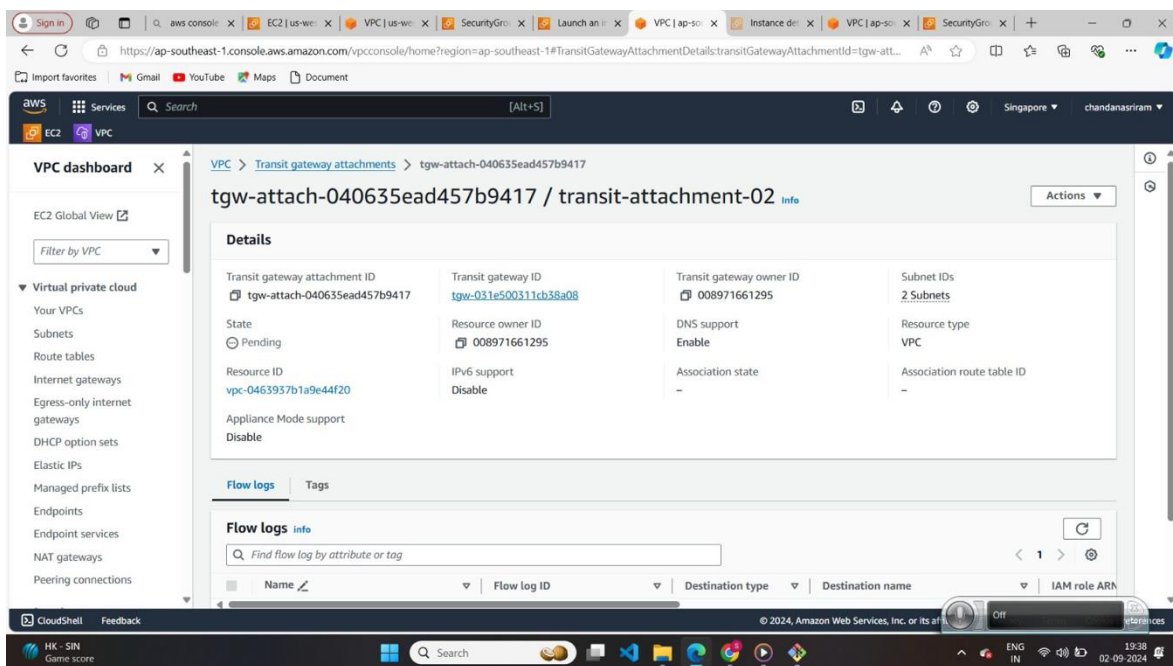 Sign in
aws console
EC2 | us-wes
VPC | us-we
SecurityGro
Launch an i
VPC | ap-so
Instance de
VPC | ap-so
SecurityGro
https://ap-southeast-1.console.aws.amazon.com/vpcconsole/home?region=ap-southeast-1#TransitGatewayAttachmentDetails:transitGatewayAttachmentId=tgw-att...
Import favorites Gmail YouTube Maps Document
aws Services Search [Alt+S] Singapore chandanasriram
EC2 VPC
VPC dashboard
EC2 Global View
Filter by VPC
Virtual private cloud
Your VPCs
Subnets
Route tables
Internet gateways
Egress-only internet
gateways
DHCP option sets
Elastic IPs
Managed prefix lists
Endpoints
Endpoint services
NAT gateways
Peering connections
VPC > Transit gateway attachments > tgw-attach-040635ead457b9417
tgw-attach-040635ead457b9417 / transit-attachment-02 Info
Actions
Details
Transit gateway attachment ID
tgw-attach-040635ead457b9417
Transit gateway ID
tgw-031e500311cb38a08
Transit gateway owner ID
008971661295
Subnet IDs
2 Subnets
State
Pending
Resource owner ID
008971661295
DNS support
Enable
Resource type
VPC
Resource ID
vpc-0463937b1a9e44f20
IPv6 support
Disable
Association state
–
Association route table ID
–
Appliance Mode support
Disable
Flow logs Tags
Flow logs Info
Find flow log by attribute or tag
1
Name Flow log ID Destination type Destination name IAM role ARN
CloudShell Feedback
© 2024, Amazon Web Services, Inc. or its
Off
HK - SIN
Game score
Search
ENG
IN
19:38
02-09-2024